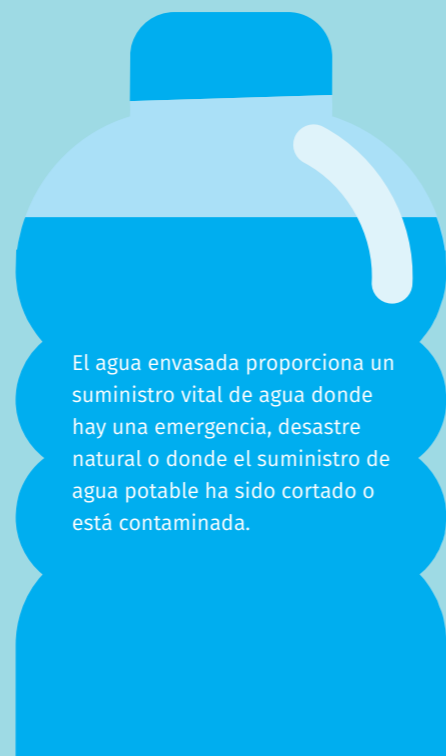 El agua envasada proporciona un
suministro vital de agua donde
hay una emergencia, desastre
natural o donde el suministro de
agua potable ha sido cortado o
está contaminada.